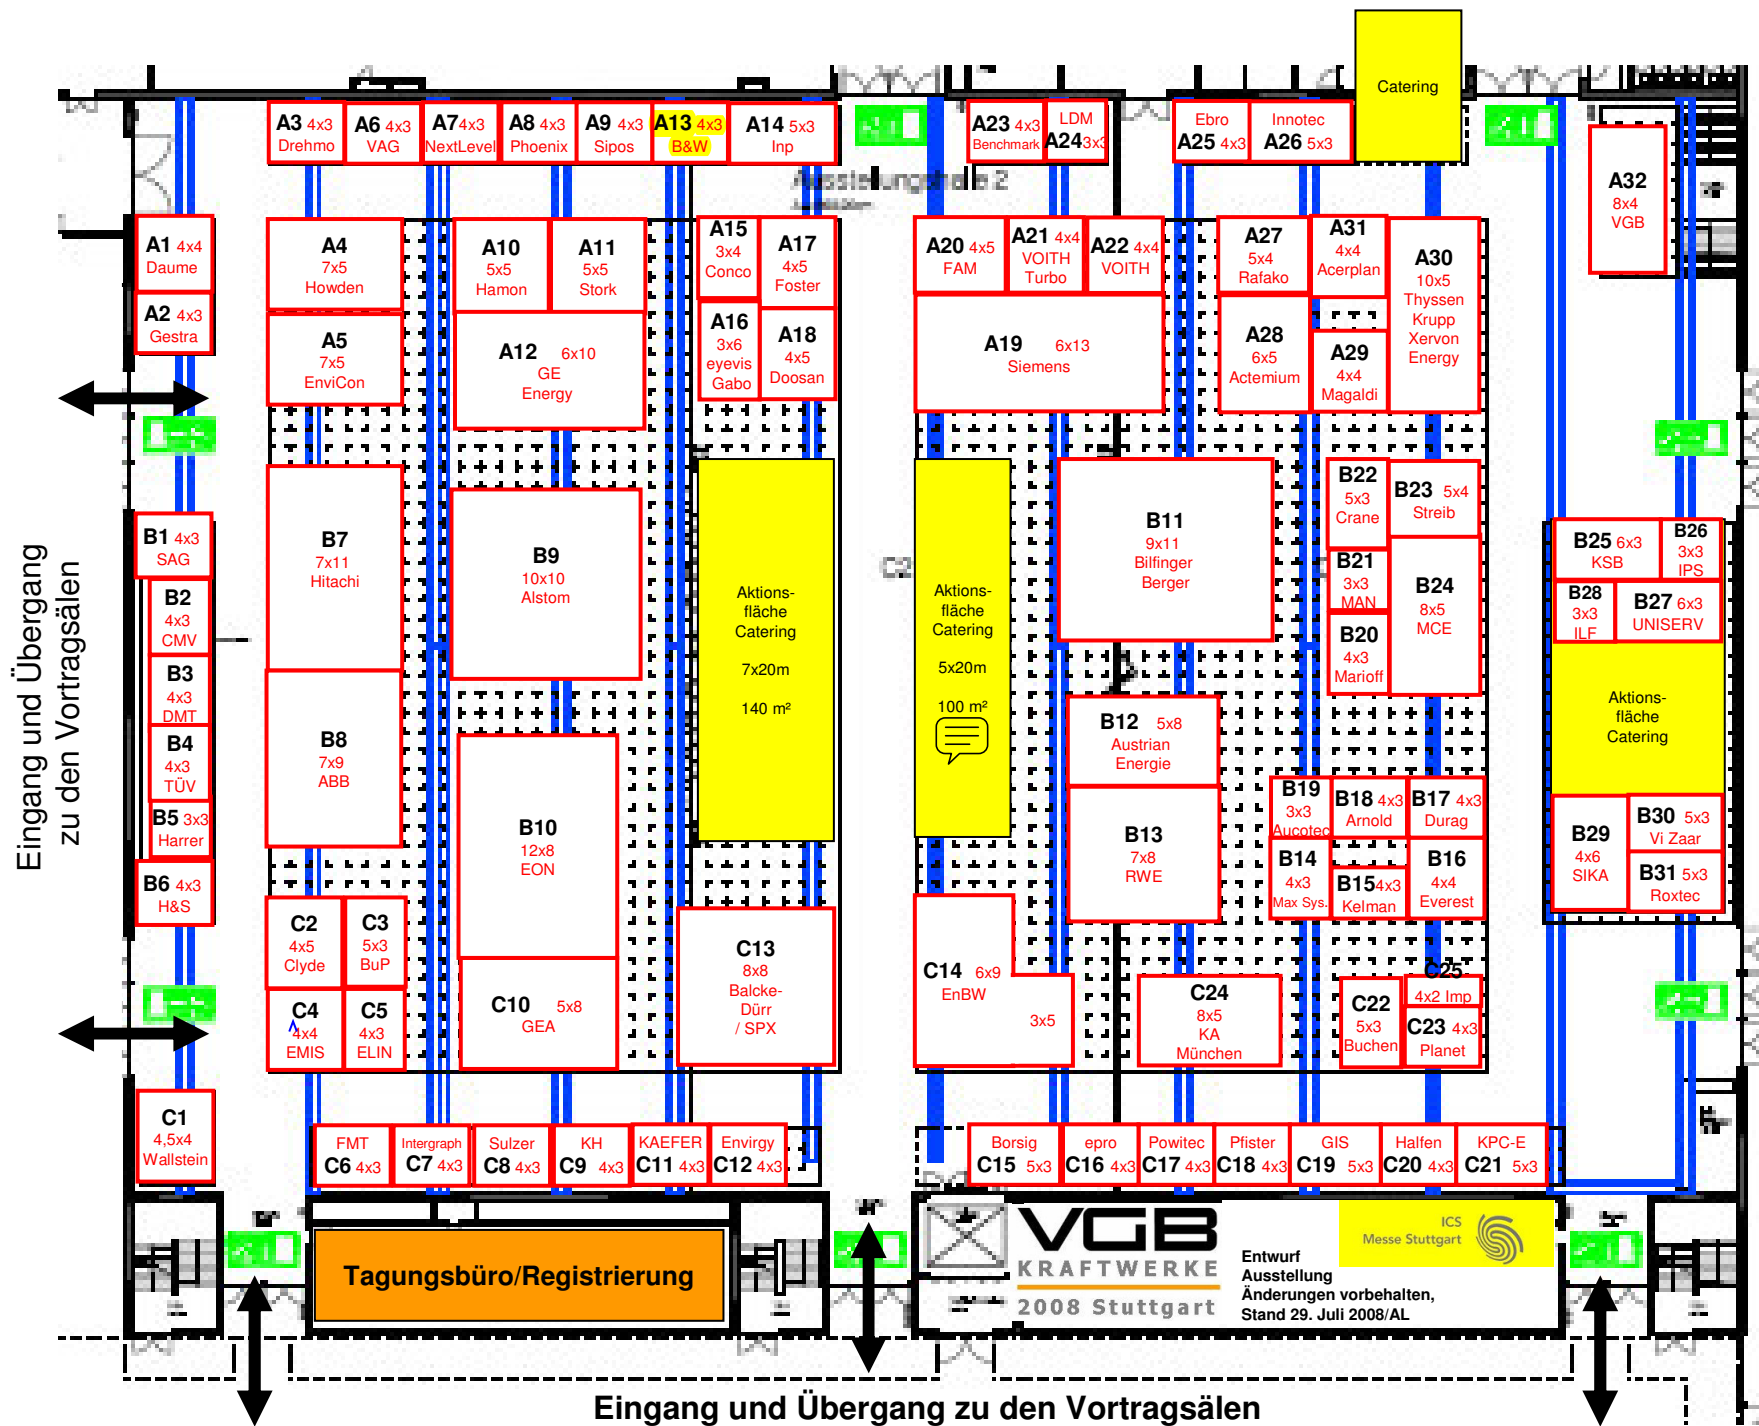 Catering
A3 4x3
Drehmo
A6 4x3
VAG
A7 4x3
NextLevel
A8 4x3
Phoenix
A9 4x3
Sipos
A13 4x3
B&W
A14 5x3
Inp
A23 4x3
Benchmark
LDM
A24 3x3
Ebro
A25 4x3
Innotec
A26 5x3
A32
8x4
VGB
Ausstellungshalle 2
A1 4x4
Daume
A2 4x3
Gestra
A4
7x5
Howden
A5
7x5
EnviCon
A10
5x5
Hamon
A11
5x5
Stork
A12 6x10
GE
Energy
A15
3x4
Conco
A17
4x5
Foster
A16
3x6
eyevis
Gabo
A18
4x5
Doosan
A20 4x5
FAM
A21 4x4
VOITH
Turbo
A22 4x4
VOITH
A19 6x13
Siemens
A27
5x4
Rafako
A31
4x4
Acerplan
A30
10x5
Thyssen
Krupp
Xervon
Energy
A28
6x5
Actemium
A29
4x4
Magaldi
Eingang und Übergang
zu den Vortragsälen
B1 4x3
SAG
B2
4x3
CMV
B3
4x3
DMT
B4
4x3
TÜV
B5 3x3
Harrer
B6 4x3
H&S
B7
7x11
Hitachi
B8
7x9
ABB
B9
10x10
Alstom
B10
12x8
EON
Aktions-
fläche
Catering
7x20m
140 m²
Aktions-
fläche
Catering
5x20m
100 m²
B11
9x11
Bilfinger
Berger
B12 5x8
Austrian
Energie
B13
7x8
RWE
B22
5x3
Crane
B23 5x4
Streib
B21
3x3
MAN
B24
8x5
MCE
B20
4x3
Marioff
B19
3x3
Aucotec
B18 4x3
Arnold
B17 4x3
Durag
B14
4x3
Max Sys.
B15 4x3
Kelman
B16
4x4
Everest
B25 6x3
KSB
B26
3x3
IPS
B28
3x3
ILF
B27 6x3
UNISERV
Aktions-
fläche
Catering
B29
4x6
SIKA
B30 5x3
Vi Zaar
B31 5x3
Roxtec
C2
4x5
Clyde
C3
5x3
BuP
C4
4x4
EMIS
C5
4x3
ELIN
C10 5x8
GEA
C13
8x8
Balcke-
Dürr
/ SPX
C14 6x9
EnBW
3x5
C24
8x5
KA
München
C22
5x3
Buchen
C25
4x2 Imp
C23 4x3
Planet
C1
4,5x4
Wallstein
FMT
C6 4x3
Intergraph
C7 4x3
Sulzer
C8 4x3
KH
C9 4x3
KAEFER
C11 4x3
Envirgy
C12 4x3
Borsig
C15 5x3
epro
C16 4x3
Powitec
C17 4x3
Pfister
C18 4x3
GIS
C19 5x3
Halfen
C20 4x3
KPC-E
C21 5x3
Tagungsbüro/Registrierung
VGB
KRAFTWERKE
2008 Stuttgart
Entwurf
Ausstellung
Änderungen vorbehalten,
Stand 29. Juli 2008/AL
ICS
Messe Stuttgart
Eingang und Übergang zu den Vortragsälen